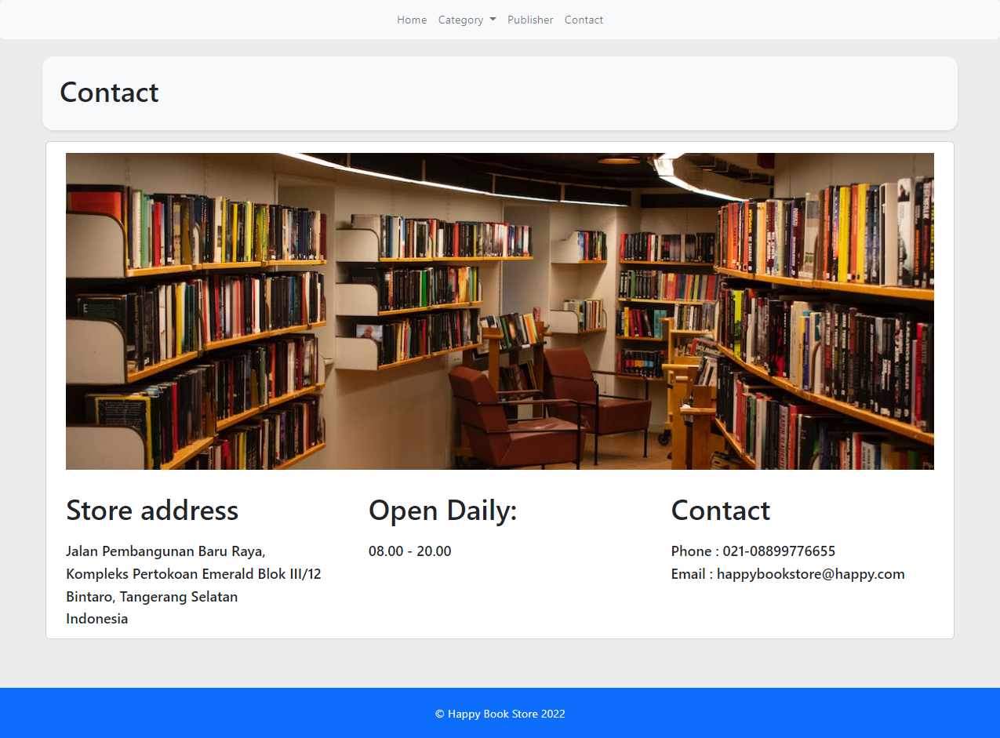 Home Category Publisher Contact
Contact
Store address
Jalan Pembangunan Baru Raya,
Kompleks Pertokoan Emerald Blok III/12
Bintaro, Tangerang Selatan
Indonesia
Open Daily:
08.00 - 20.00
Contact
Phone : 021-08899776655
Email : happybookstore@happy.com
© Happy Book Store 2022